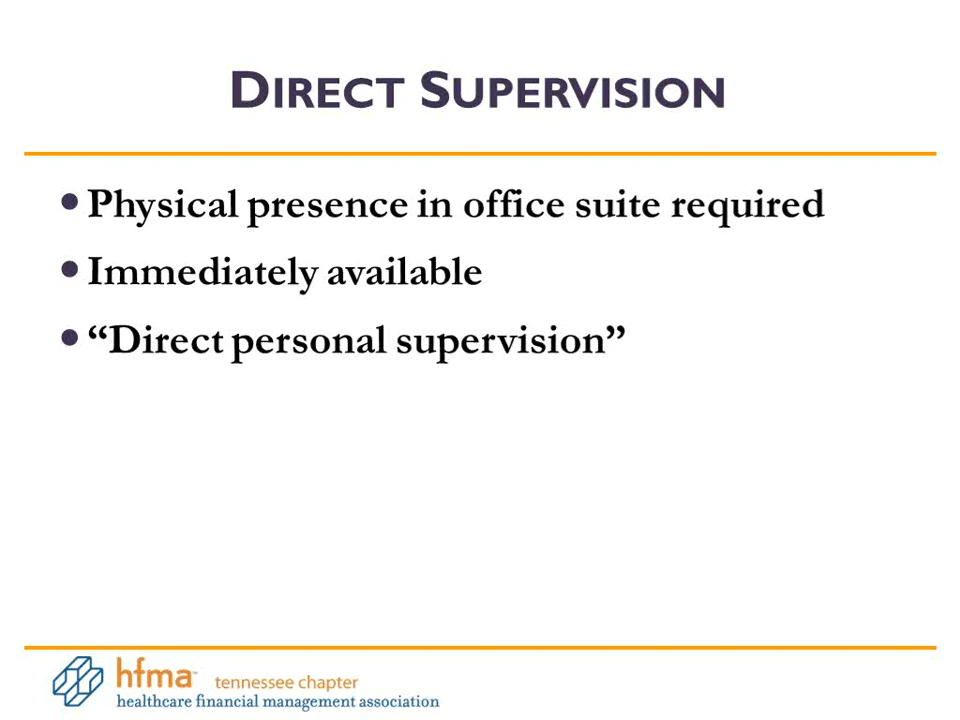 DIRECT SUPERVISION
• Physical presence in office suite required
• Immediately available
• “Direct personal supervision”
hfma™ tennessee chapter
healthcare financial management association